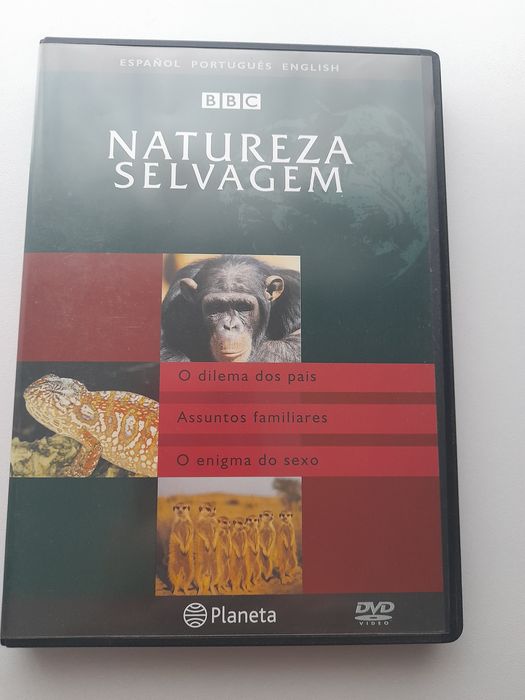 ESPAÑOL PORTUGUÊS ENGLISH
BBC
NATUREZA
SELVAGEM
O dilema dos pais
Assuntos familiares
O enigma do sexo
Planeta
DVD
VIDEO